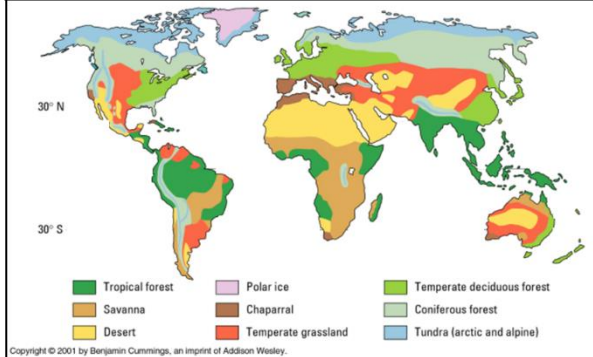 30° N
30° S
Tropical forest
Polar ice
Temperate deciduous forest
Savanna
Chaparral
Coniferous forest
Desert
Temperate grassland
Tundra (arctic and alpine)
Copyright © 2001 by Benjamin Cummings, an imprint of Addison Wesley.